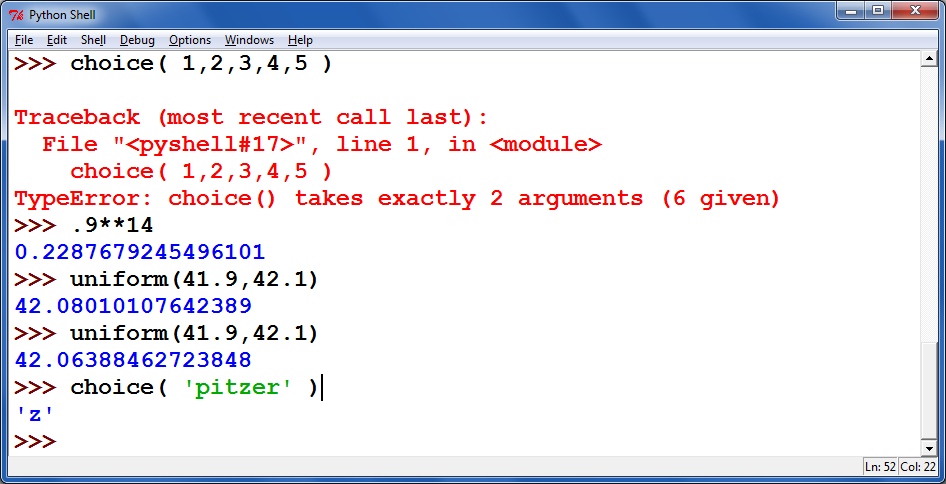 Python Shell
File Edit Shell Debug Options Windows Help
>>> choice( 1,2,3,4,5 )
Traceback (most recent call last):
  File "<pyshell#17>", line 1, in <module>
    choice( 1,2,3,4,5 )
TypeError: choice() takes exactly 2 arguments (6 given)
>>> .9**14
0.2287679245496101
>>> uniform(41.9,42.1)
42.08010107642389
>>> uniform(41.9,42.1)
42.06388462723848
>>> choice( 'pitzer' )
'z'
>>>
Ln: 52 Col: 22